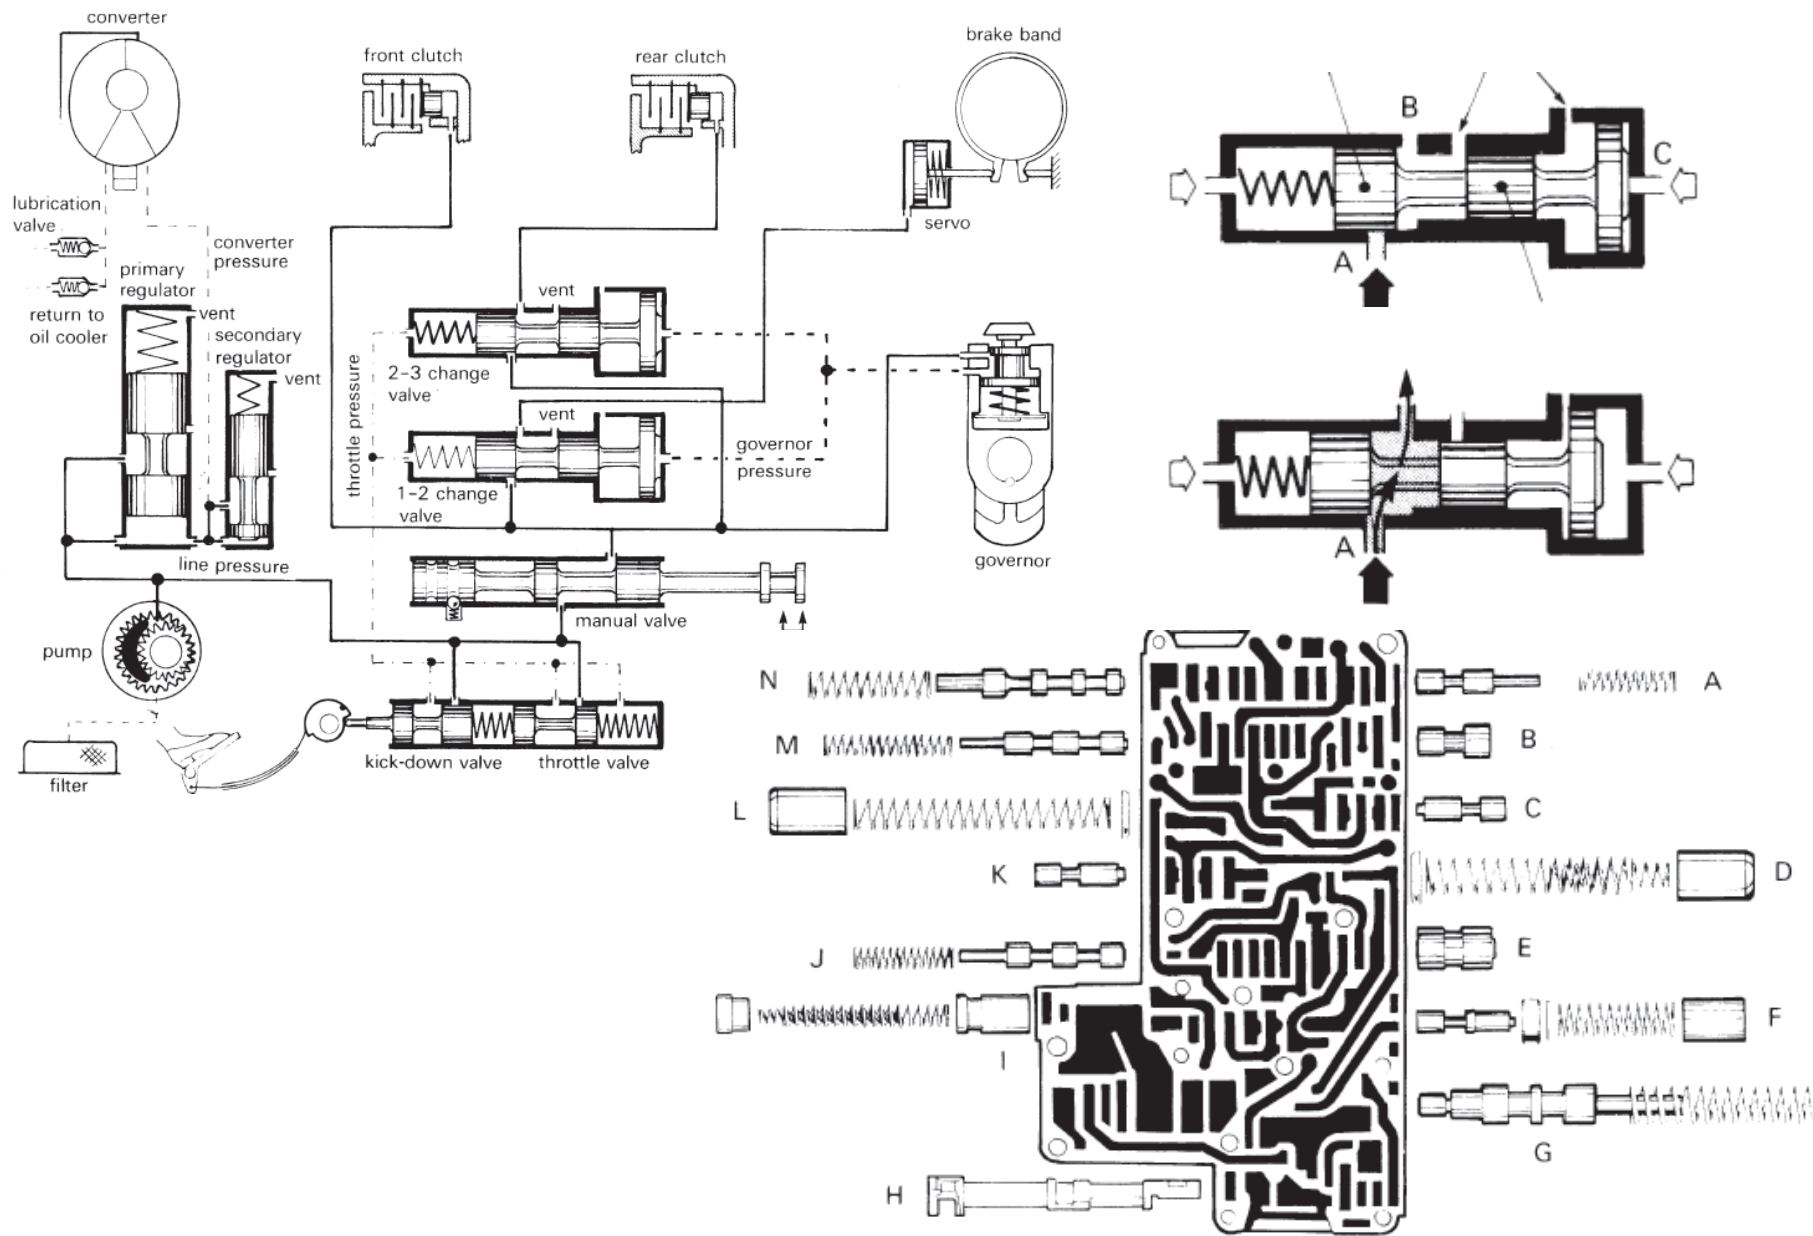 converter
front clutch
rear clutch
brake band
servo
lubrication
valve
converter
pressure
primary
regulator
vent
return to
oil cooler
secondary
regulator
vent
vent
2–3 change
valve
throttle pressure
vent
governor
pressure
1–2 change
valve
governor
line pressure
manual valve
pump
kick-down valve
throttle valve
filter
B
C
A
A
N
A
M
B
L
C
K
D
J
E
I
F
G
H